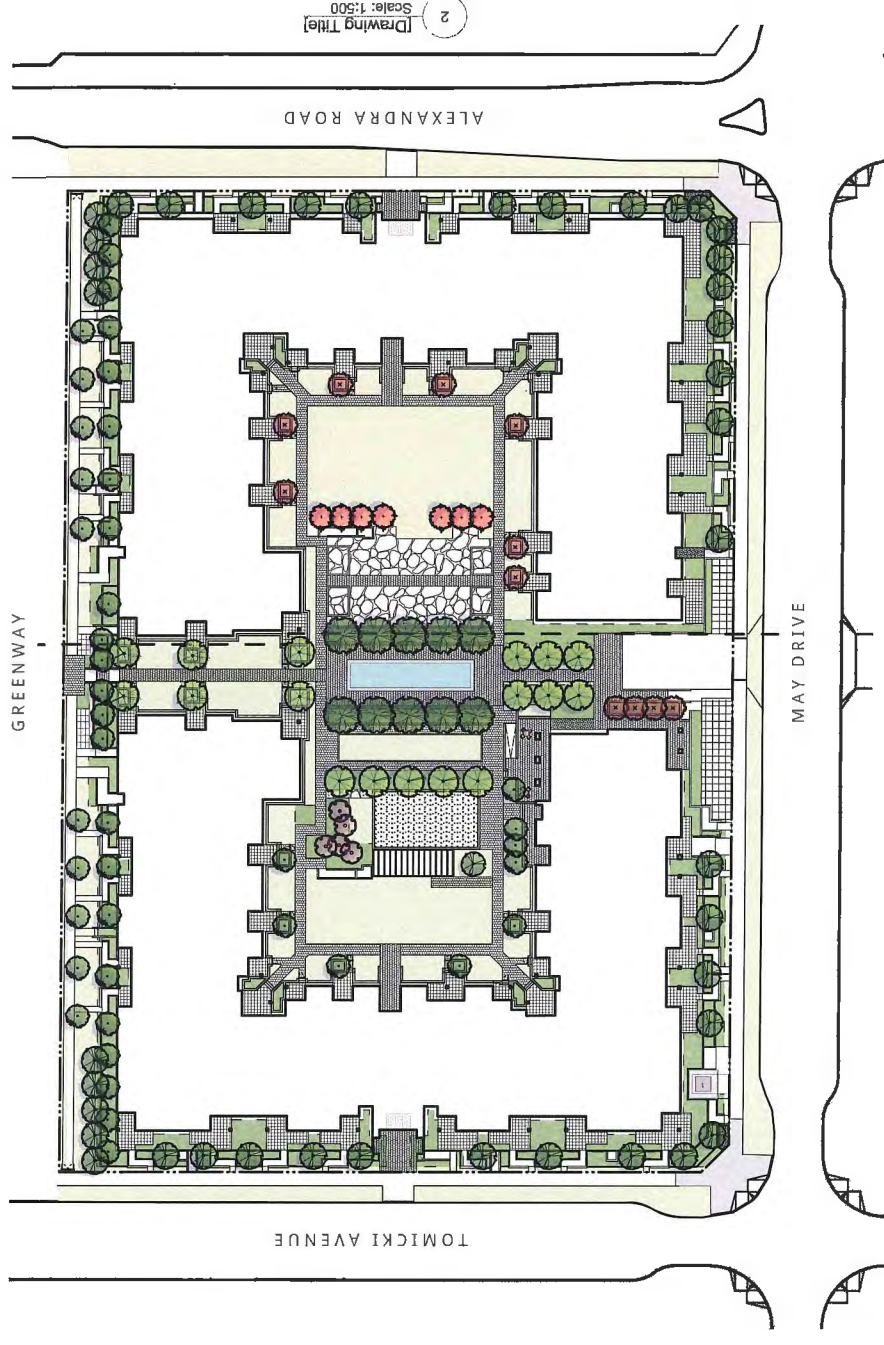 2
[Drawing Title]
Scale: 1:500
ALEXANDRA ROAD
GREENWAY
MAY DRIVE
TOMICKI AVENUE